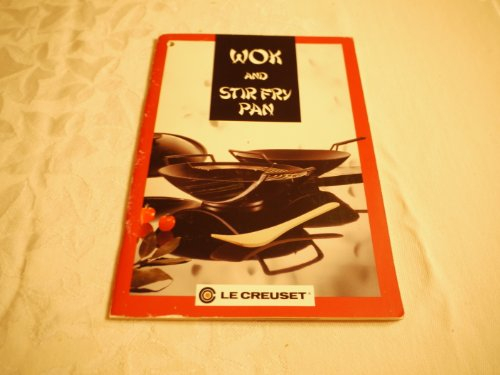 WOK
AND
STIR FRY
PAN
LE CREUSET